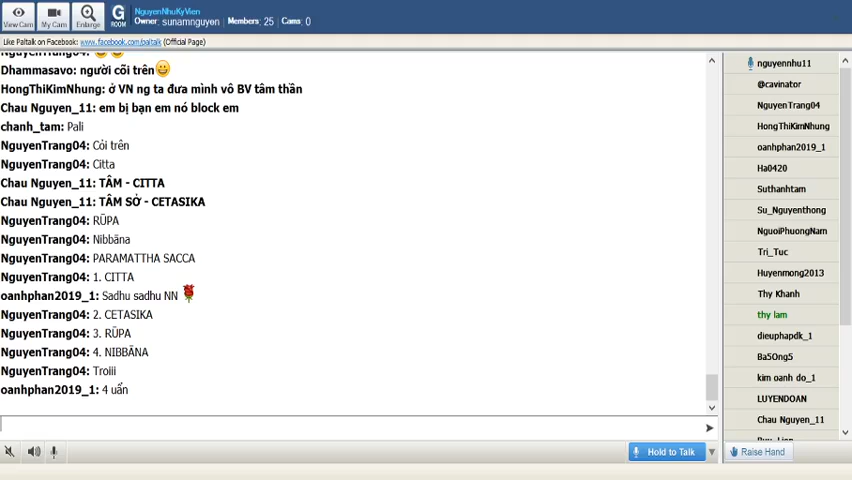 NguyenNhuKyVien
G
ROOM
Owner: sunamnguyen Members: 25 Cams: 0
View Cam My Cam Enlarge
Like Paltalk on Facebook: www.facebook.com/paltalk (Official Page)
NguyenTrang04:
Dhammasavo: người cõi trên
HongThiKimNhung: ở VN ng ta đưa mình vô BV tâm thần
Chau Nguyen_11: em bị bạn em nó block em
chanh_tam: Pali
NguyenTrang04: Cỏi trên
NguyenTrang04: Citta
Chau Nguyen_11: TÂM - CITTA
Chau Nguyen_11: TÂM SỞ - CETASIKA
NguyenTrang04: RŪPA
NguyenTrang04: Nibbāna
NguyenTrang04: PARAMATTHA SACCA
NguyenTrang04: 1. CITTA
oanhphan2019_1: Sadhu sadhu NN
NguyenTrang04: 2. CETASIKA
NguyenTrang04: 3. RŪPA
NguyenTrang04: 4. NIBBĀNA
NguyenTrang04: Troiii
oanhphan2019_1: 4 uẩn
Hold to Talk
nguyennhu11
@cavinator
NguyenTrang04
HongThiKimNhung
oanhphan2019_1
Ha0420
Suthanhtam
Su_Nguyenthong
NguoiPhuongNam
Tri_Tuc
Huyenmong2013
Thy Khanh
thy lam
dieuphapdk_1
Ba5Ong5
kim oanh do_1
LUYENDOAN
Chau Nguyen_11
Raise Hand